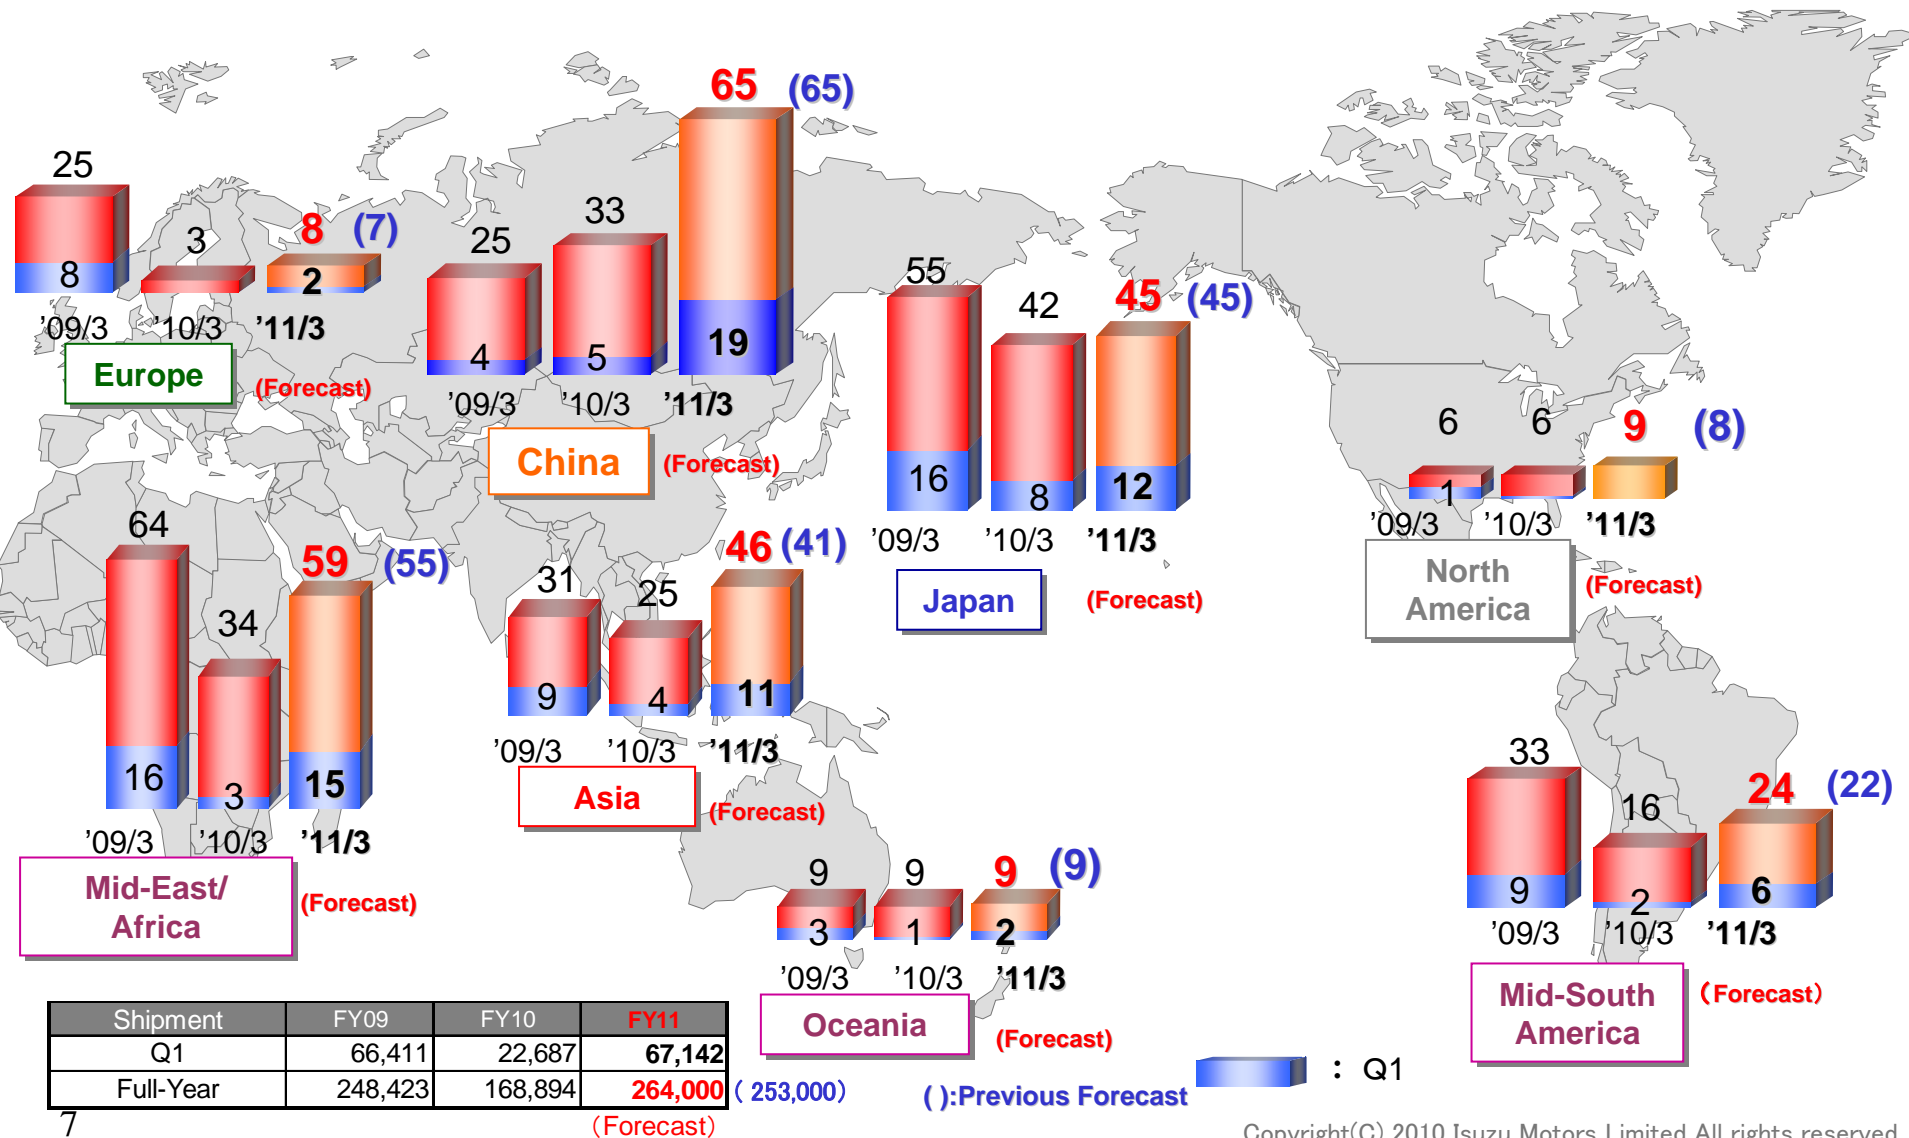 25
8
'09/3
3
'10/3
8 (7)
2
'11/3
Europe
(Forecast)
25
4
'09/3
33
5
'10/3
65 (65)
19
'11/3
China
(Forecast)
55
16
'09/3
42
8
'10/3
45 (45)
12
'11/3
Japan
(Forecast)
6
1
'09/3
6
'10/3
9 (8)
'11/3
North
America
(Forecast)
64
16
'09/3
34
3
'10/3
59 (55)
15
'11/3
Mid-East/
Africa
(Forecast)
31
9
'09/3
25
4
'10/3
46 (41)
11
'11/3
Asia
(Forecast)
9
3
'09/3
9
1
'10/3
9 (9)
2
'11/3
Oceania
(Forecast)
33
9
'09/3
16
2
'10/3
24 (22)
6
'11/3
Mid-South
America
(Forecast)
Shipment FY09 FY10 FY11
Q1 66,411 22,687 67,142
Full-Year 248,423 168,894 264,000 (253,000)
(Forecast)
( ):Previous Forecast
: Q1
7
Copyright(C) 2010 Isuzu Motors Limited All rights reserved